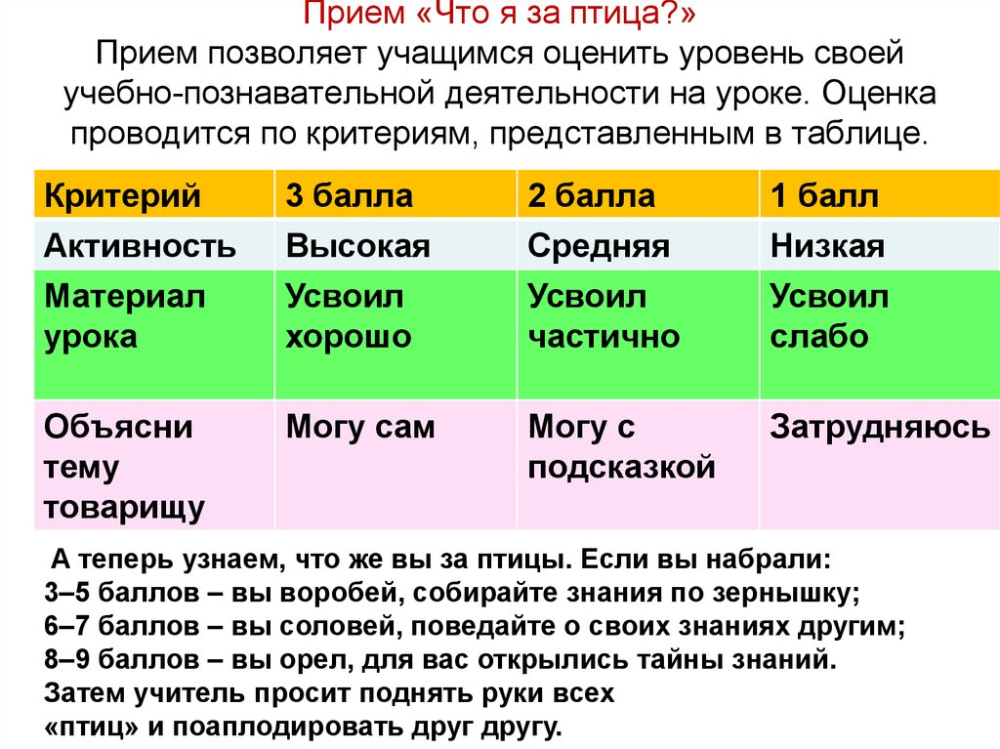 Прием «Что я за птица?»
Прием позволяет учащимся оценить уровень своей
учебно-познавательной деятельности на уроке. Оценка
проводится по критериям, представленным в таблице.
Критерий 3 балла 2 балла 1 балл
Активность Высокая Средняя Низкая
Материал Усвоил Усвоил Усвоил
урока хорошо частично слабо
Объясни Могу сам Могу с Затрудняюсь
тему подсказкой
товарищу
А теперь узнаем, что же вы за птицы. Если вы набрали:
3–5 баллов – вы воробей, собирайте знания по зернышку;
6–7 баллов – вы соловей, поведайте о своих знаниях другим;
8–9 баллов – вы орел, для вас открылись тайны знаний.
Затем учитель просит поднять руки всех
«птиц» и поаплодировать друг другу.